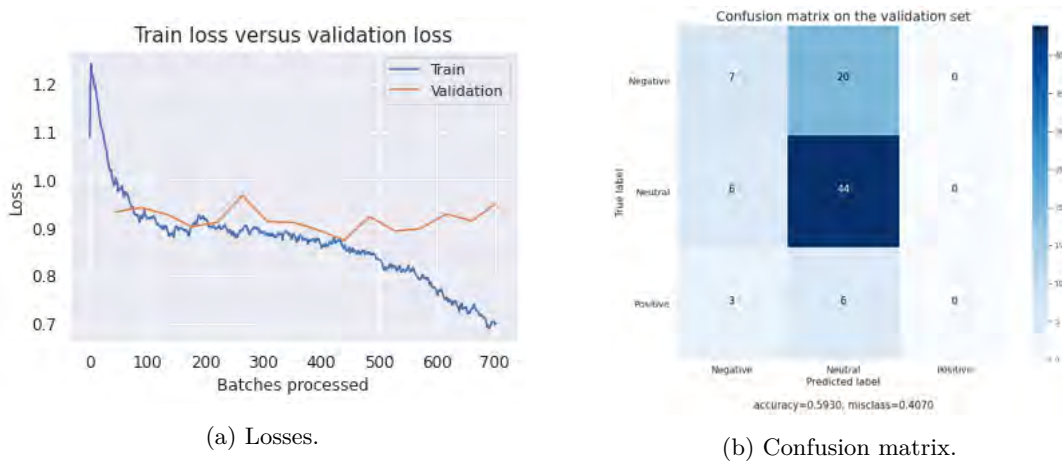 Train loss versus validation loss
Train
Validation
1.2
1.1
1.0
0.9
0.8
0.7
Loss
0 100 200 300 400 500 600 700
Batches processed
(a) Losses.
Confusion matrix on the validation set
True label
Negative 7 20 0
Neutral 6 44 0
Positive 3 6 0
Negative Neutral Positive
Predicted label
accuracy=0.5930, misclass=0.4070
(b) Confusion matrix.